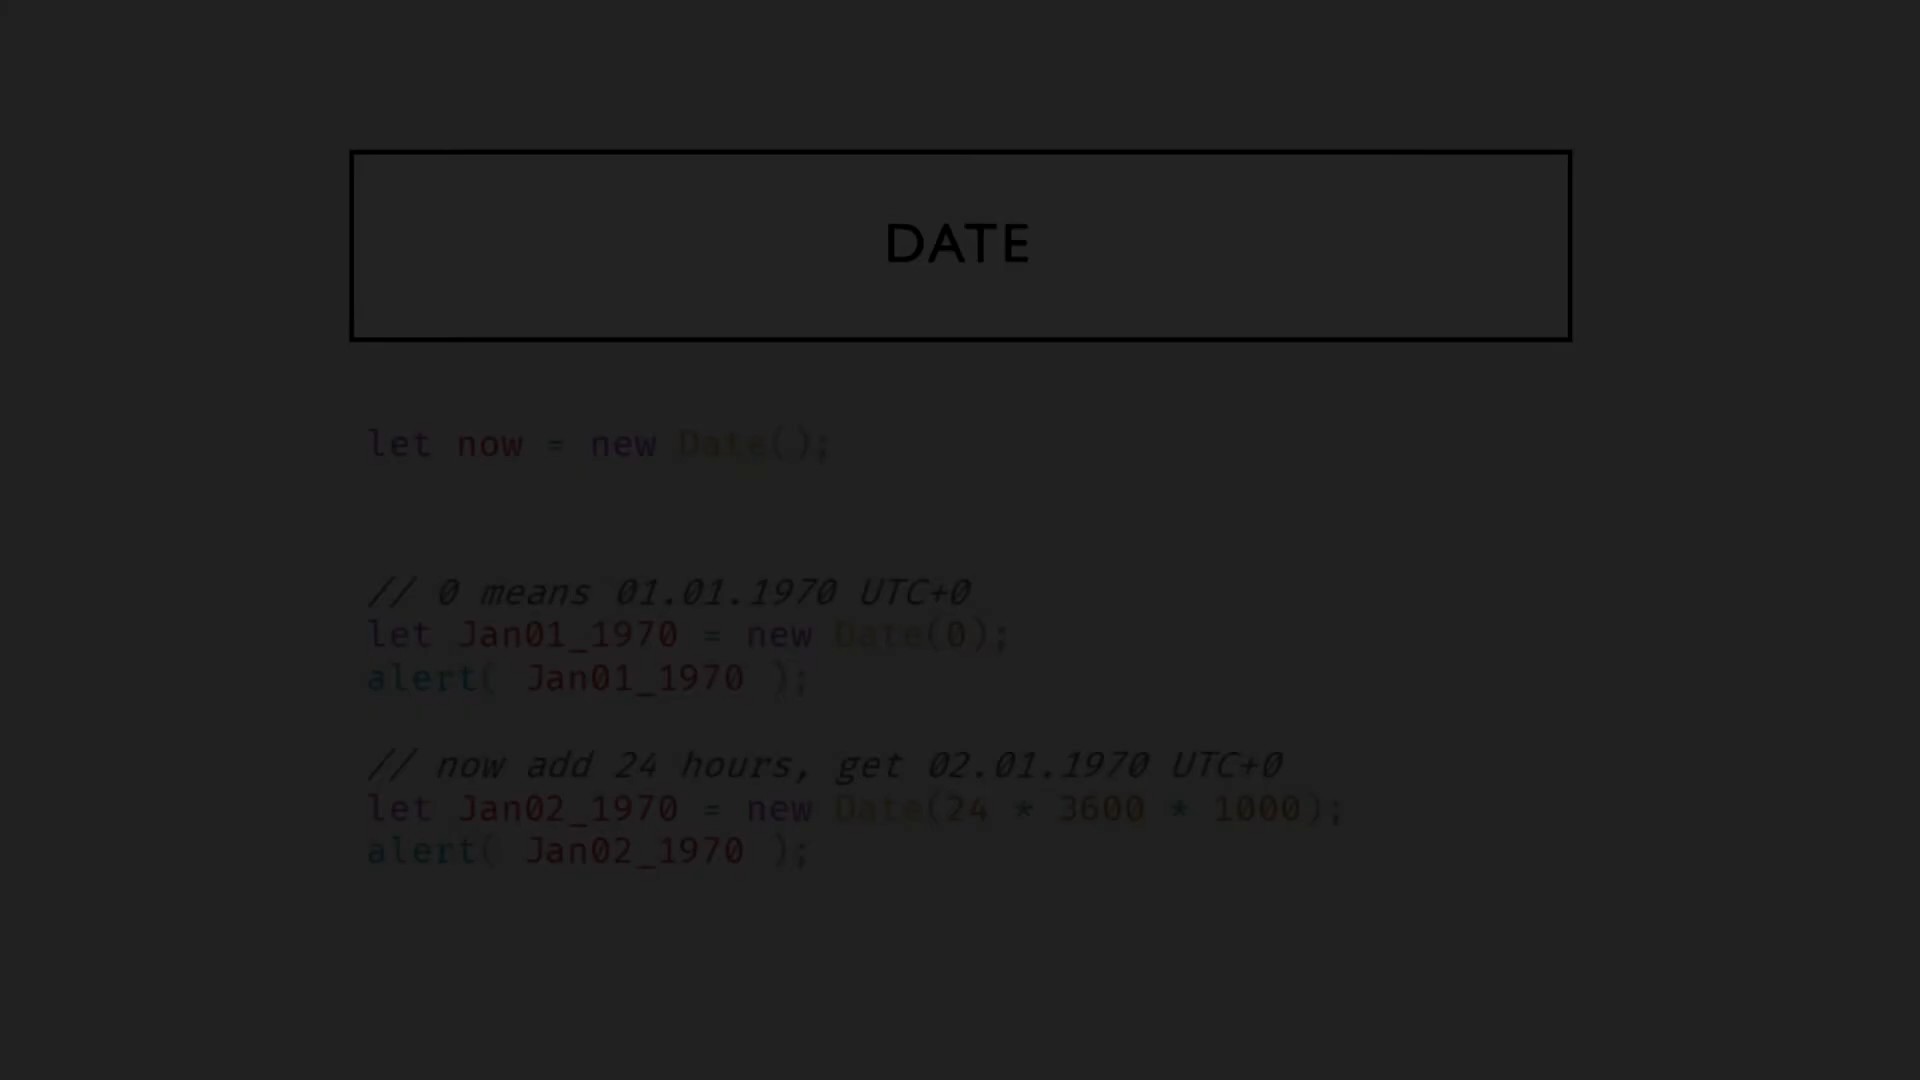 DATE
let now = new Date();
// 0 means 01.01.1970 UTC+0
let Jan01_1970 = new Date(0);
alert( Jan01_1970 );
// now add 24 hours, get 02.01.1970 UTC+0
let Jan02_1970 = new Date(24 * 3600 * 1000);
alert( Jan02_1970 );